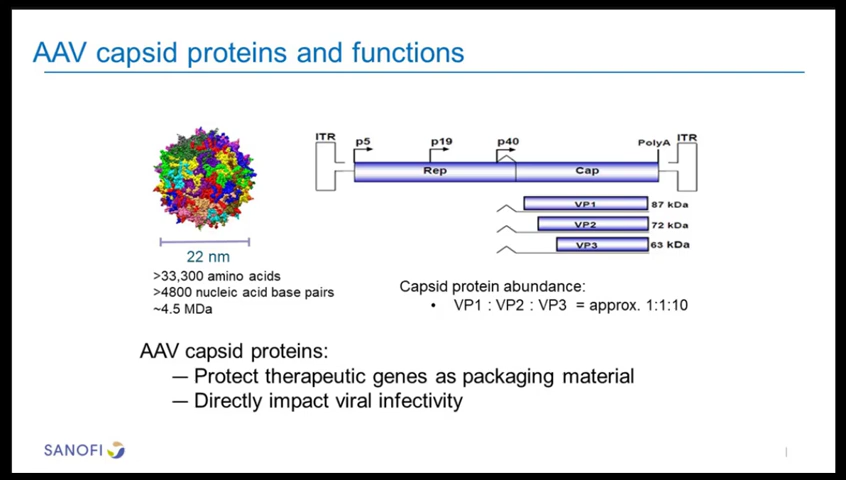 AAV capsid proteins and functions
ITR
p5
p19
p40
PolyA
ITR
Rep
Cap
VP1
87 kDa
VP2
72 kDa
VP3
63 kDa
22 nm
>33,300 amino acids
>4800 nucleic acid base pairs
~4.5 MDa
Capsid protein abundance:
• VP1 : VP2 : VP3 = approx. 1:1:10
AAV capsid proteins:
— Protect therapeutic genes as packaging material
— Directly impact viral infectivity
SANOFI